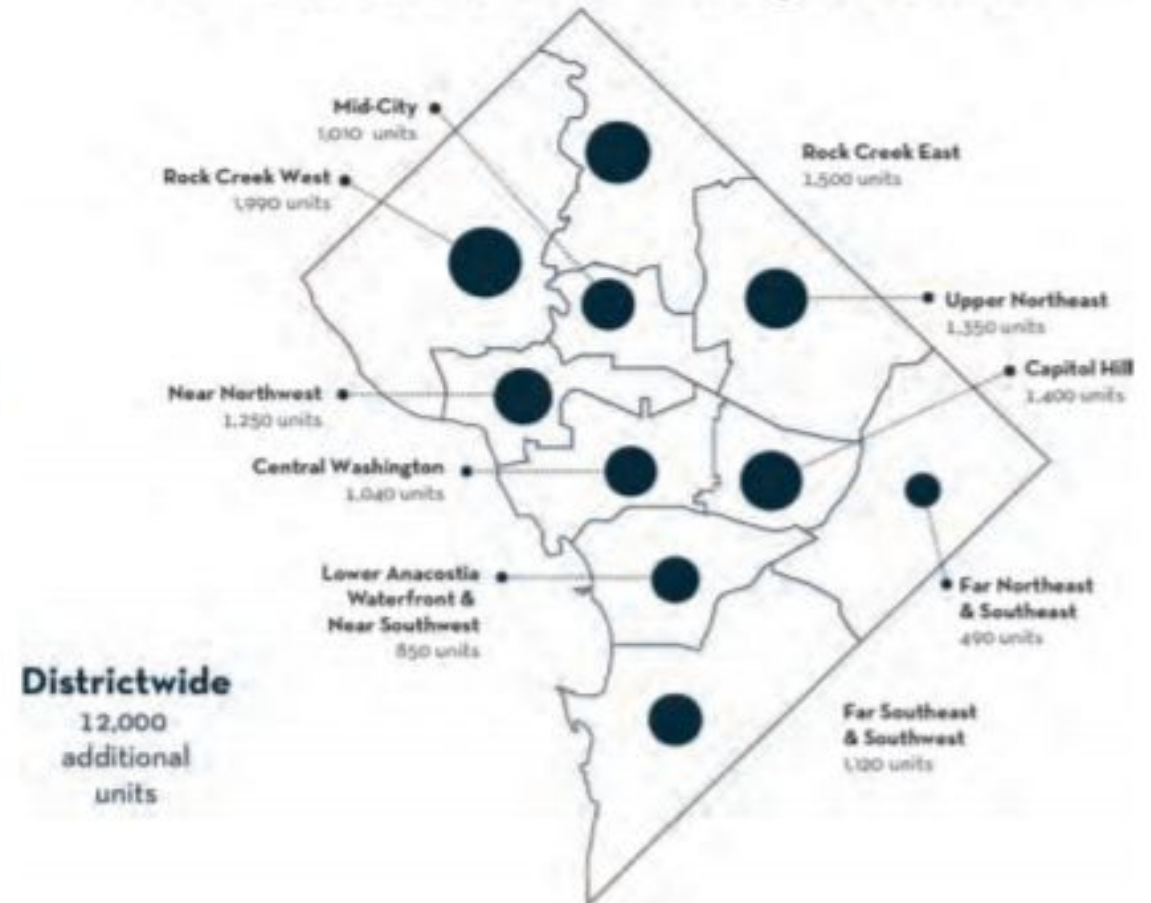 Mid-City
1,010 units
Rock Creek West
1,990 units
Rock Creek East
1,500 units
Upper Northeast
1,350 units
Capitol Hill
1,400 units
Near Northwest
1,250 units
Central Washington
1,040 units
Lower Anacostia
Waterfront &
Near Southwest
850 units
Far Northeast
& Southeast
490 units
Far Southeast
& Southwest
1,120 units
Districtwide
12,000
additional
units